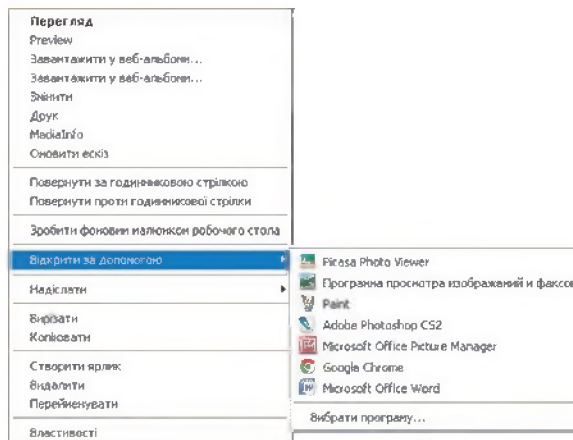 Перегляд
Preview
Завантажити у веб-альбоми...
Завантажити у веб-альбоми...
Змінити
Друк
MediaInfo
Оновити ескіз
Повернути за годинниковою стрілкою
Повернути проти годинникової стрілки
Зробити фоновим малюнком робочого стола
Відкрити за допомогою
Надіслати
Вирізати
Копіювати
Створити ярлик
Видалити
Перейменувати
Властивості
Picasa Photo Viewer
Программа просмотра изображений и факсов
Paint
Adobe Photoshop CS2
Microsoft Office Picture Manager
Google Chrome
Microsoft Office Word
Вибрати програму...